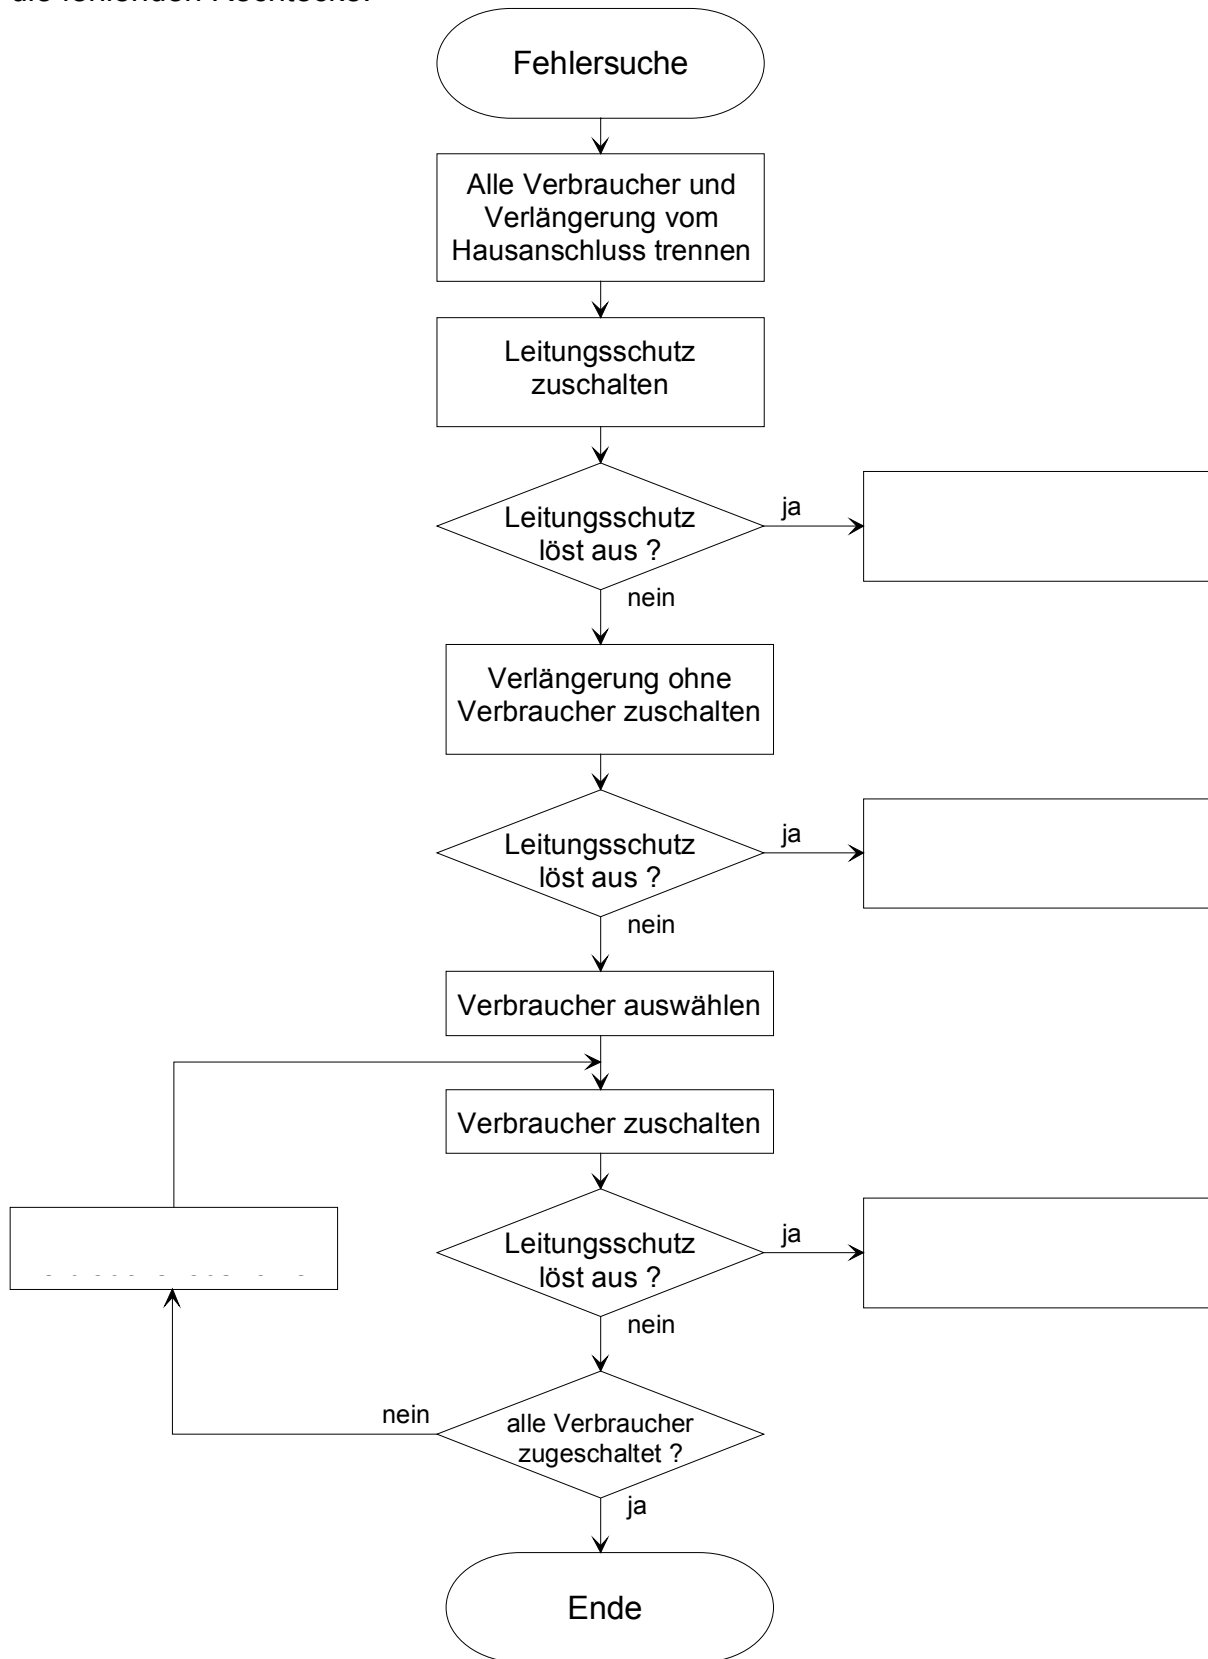 Fehlersuche
Alle Verbraucher und
Verlängerung vom
Hausanschluss trennen
Leitungsschutz
zuschalten
Leitungsschutz
löst aus ?
ja
nein
Verlängerung ohne
Verbraucher zuschalten
Leitungsschutz
löst aus ?
ja
nein
Verbraucher auswählen
Verbraucher zuschalten
Leitungsschutz
löst aus ?
ja
nein
nein
alle Verbraucher
zugeschaltet ?
ja
Ende